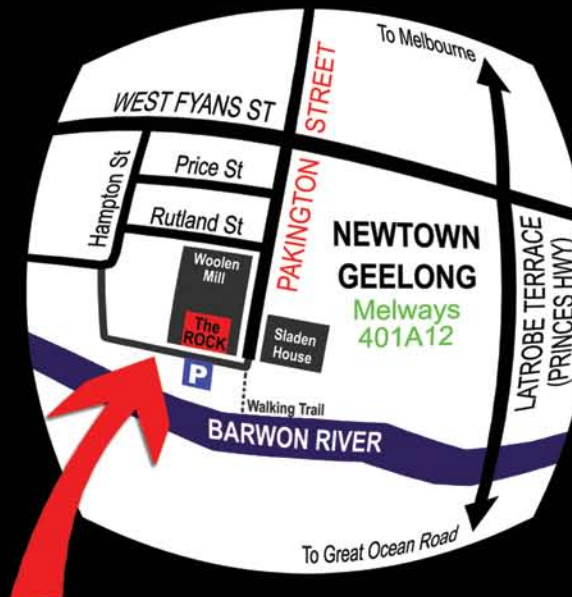 To Melbourne
WEST FYANS ST
PAKINGTON STREET
Hampton St
Price St
Rutland St
Woolen
Mill
The
ROCK
NEWTOWN
GEELONG
Melways
401A12
Sladen
House
P
Walking Trail
BARWON RIVER
LATROBE TERRACE
(PRINCES HWY)
To Great Ocean Road